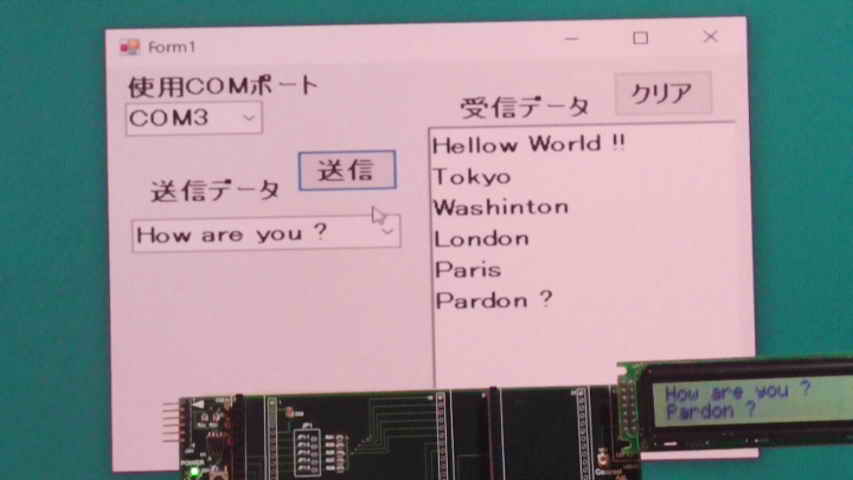 Form1
使用COMポート
COM3
送信
送信データ
How are you ?
受信データ
クリア
Hellow World !!
Tokyo
Washinton
London
Paris
Pardon ?
How are you ?
Pardon ?
POWER